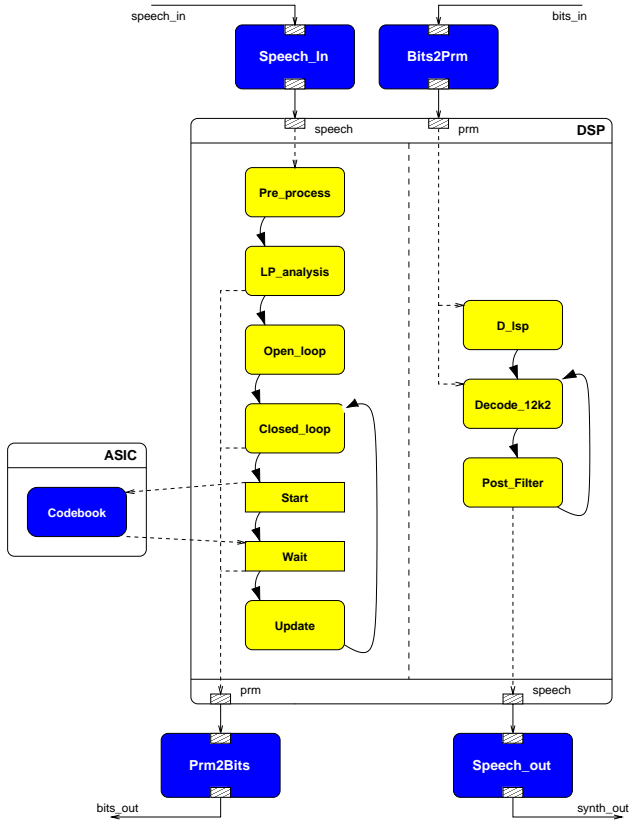 speech_in
bits_in
Speech_In
Bits2Prm
speech
prm
DSP
Pre_process
LP_analysis
Open_loop
D_lsp
Closed_loop
Decode_12k2
ASIC
Codebook
Start
Post_Filter
Wait
Update
prm
speech
Prm2Bits
Speech_out
bits_out
synth_out